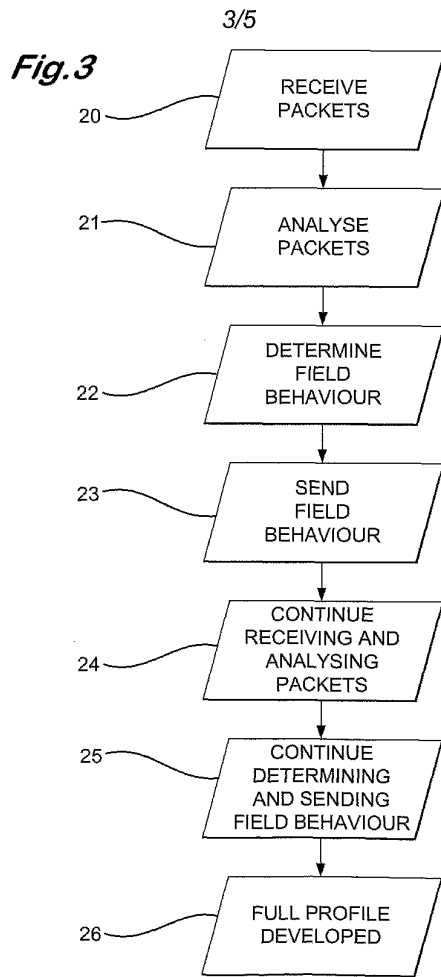 3/5
Fig.3
20
RECEIVE
PACKETS
21
ANALYSE
PACKETS
22
DETERMINE
FIELD
BEHAVIOUR
23
SEND
FIELD
BEHAVIOUR
24
CONTINUE
RECEIVING AND
ANALYSING
PACKETS
25
CONTINUE
DETERMINING
AND SENDING
FIELD BEHAVIOUR
26
FULL PROFILE
DEVELOPED